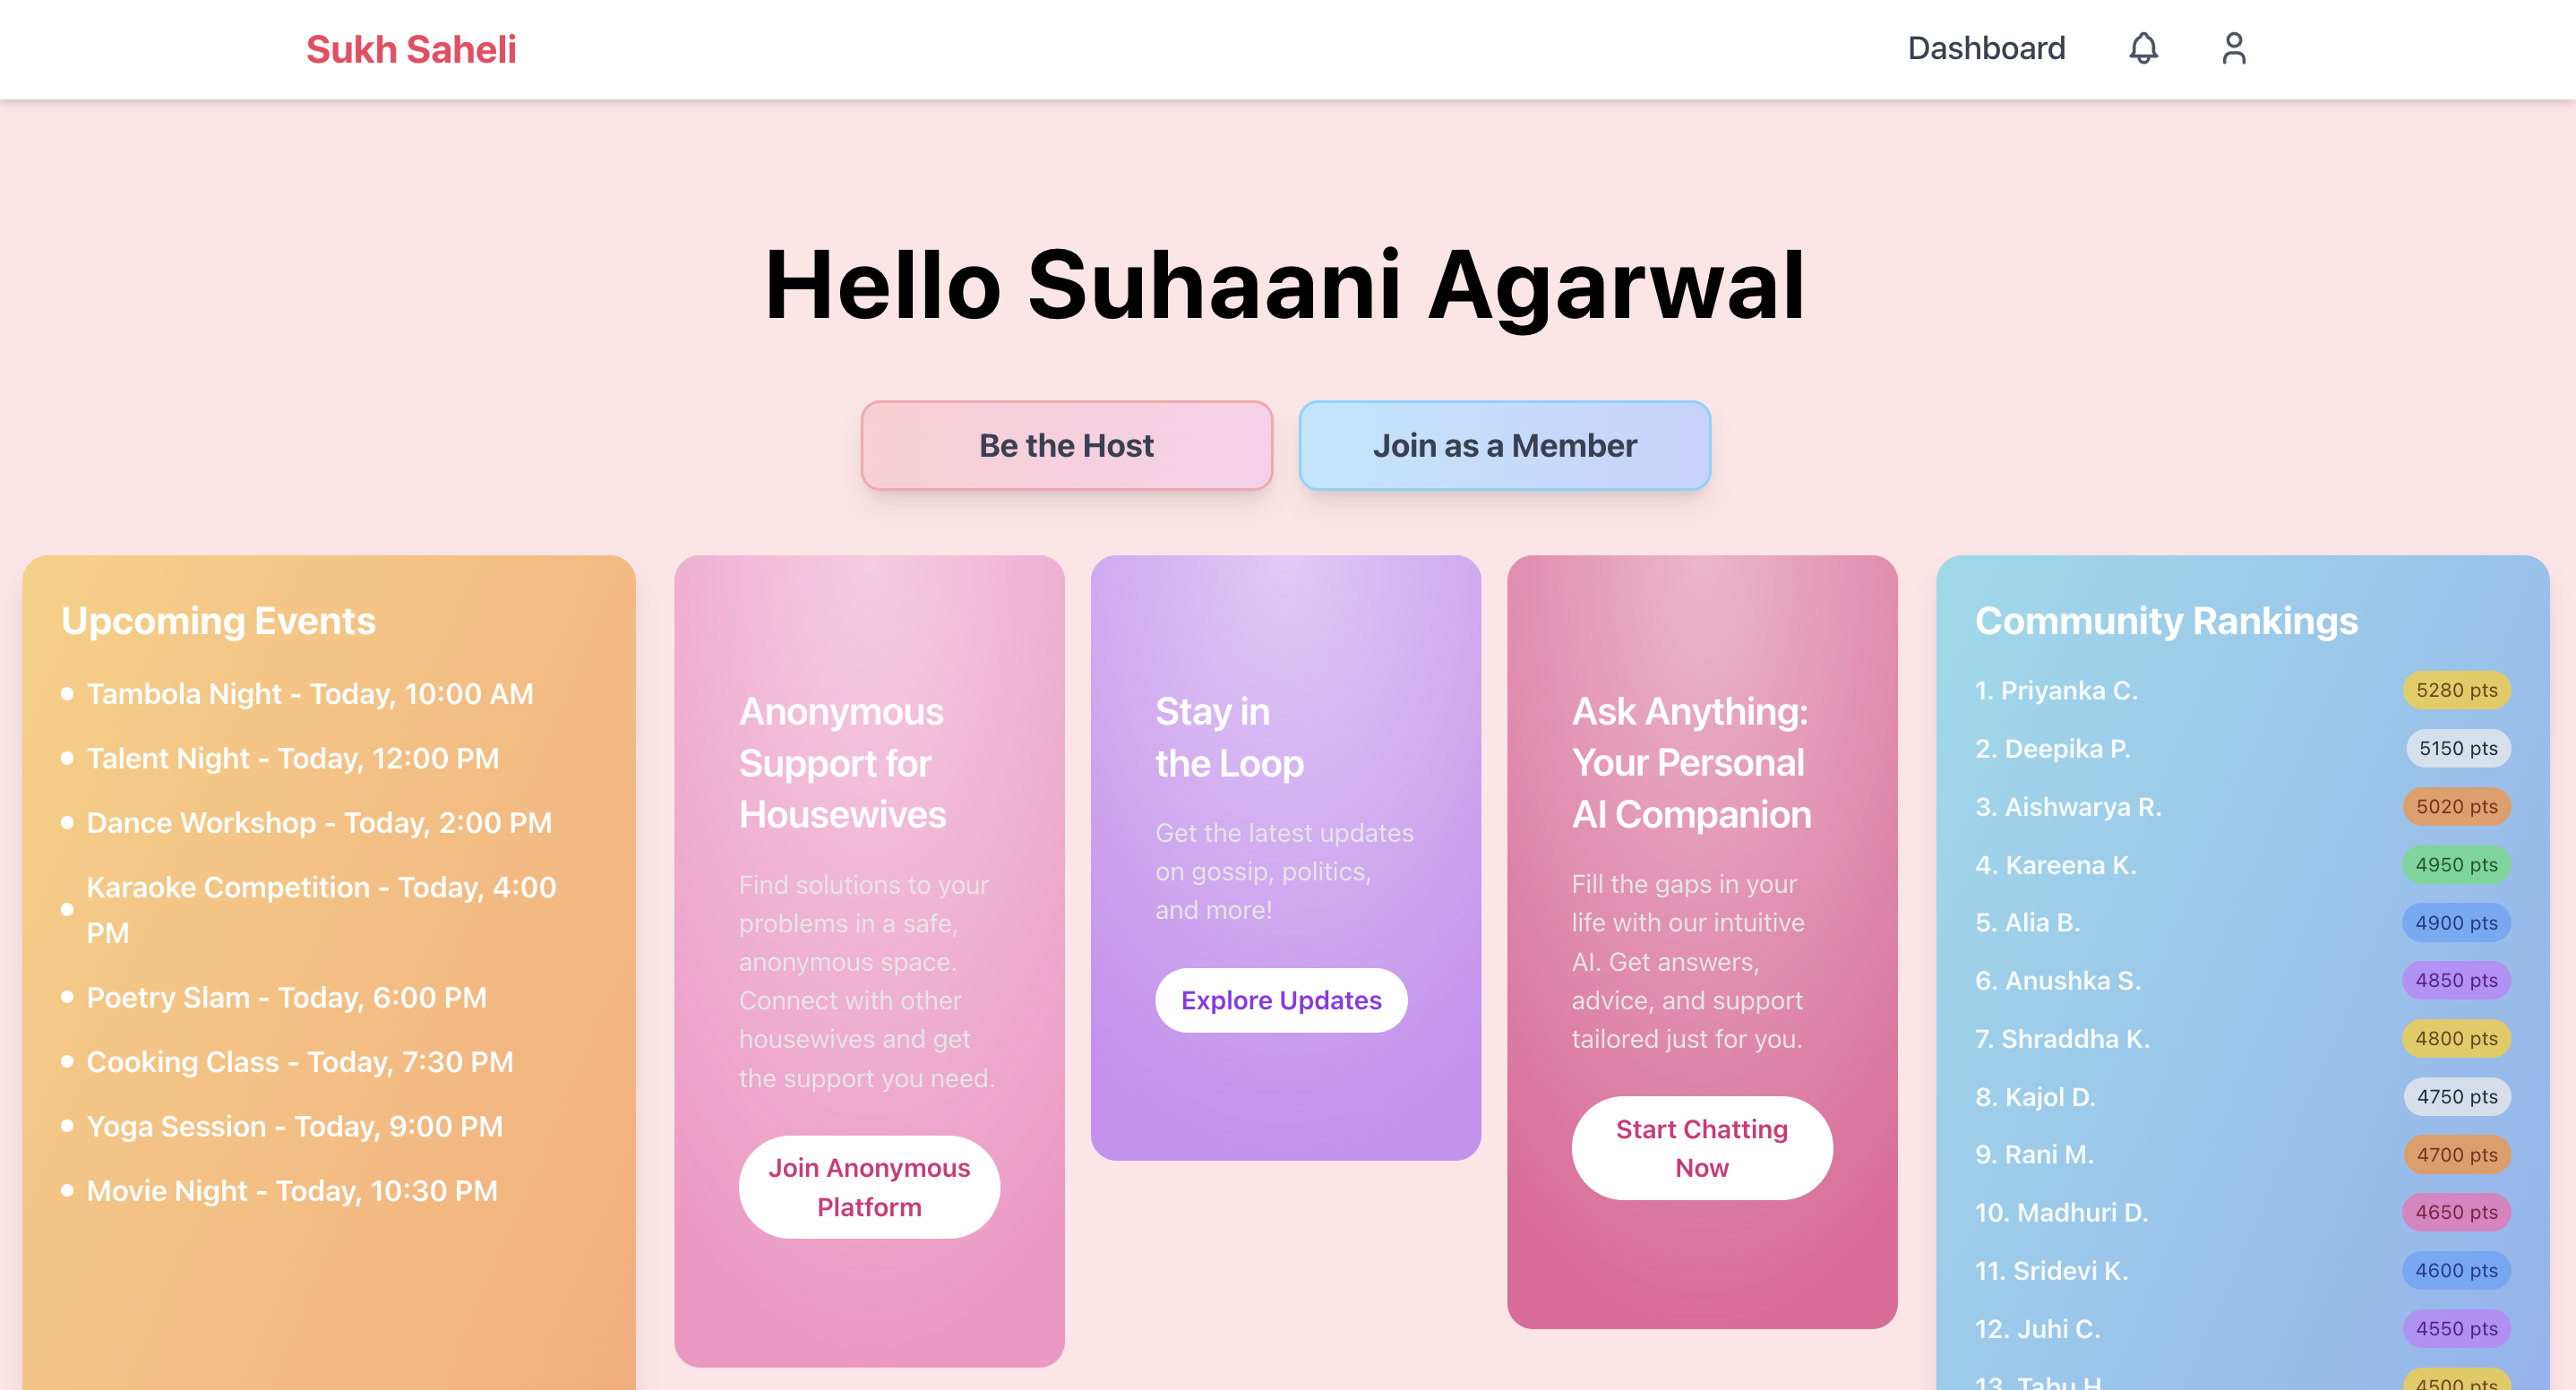 Sukh Saheli
Dashboard
Hello Suhaani Agarwal
Be the Host
Join as a Member
Upcoming Events
Tambola Night - Today, 10:00 AM
Talent Night - Today, 12:00 PM
Dance Workshop - Today, 2:00 PM
Karaoke Competition - Today, 4:00
PM
Poetry Slam - Today, 6:00 PM
Cooking Class - Today, 7:30 PM
Yoga Session - Today, 9:00 PM
Movie Night - Today, 10:30 PM
Anonymous
Support for
Housewives
Find solutions to your
problems in a safe,
anonymous space.
Connect with other
housewives and get
the support you need.
Join Anonymous
Platform
Stay in
the Loop
Get the latest updates
on gossip, politics,
and more!
Explore Updates
Ask Anything:
Your Personal
AI Companion
Fill the gaps in your
life with our intuitive
AI. Get answers,
advice, and support
tailored just for you.
Start Chatting
Now
Community Rankings
1. Priyanka C. 5280 pts
2. Deepika P. 5150 pts
3. Aishwarya R. 5020 pts
4. Kareena K. 4950 pts
5. Alia B. 4900 pts
6. Anushka S. 4850 pts
7. Shraddha K. 4800 pts
8. Kajol D. 4750 pts
9. Rani M. 4700 pts
10. Madhuri D. 4650 pts
11. Sridevi K. 4600 pts
12. Juhi C. 4550 pts
13. Tabu H. 4500 pts